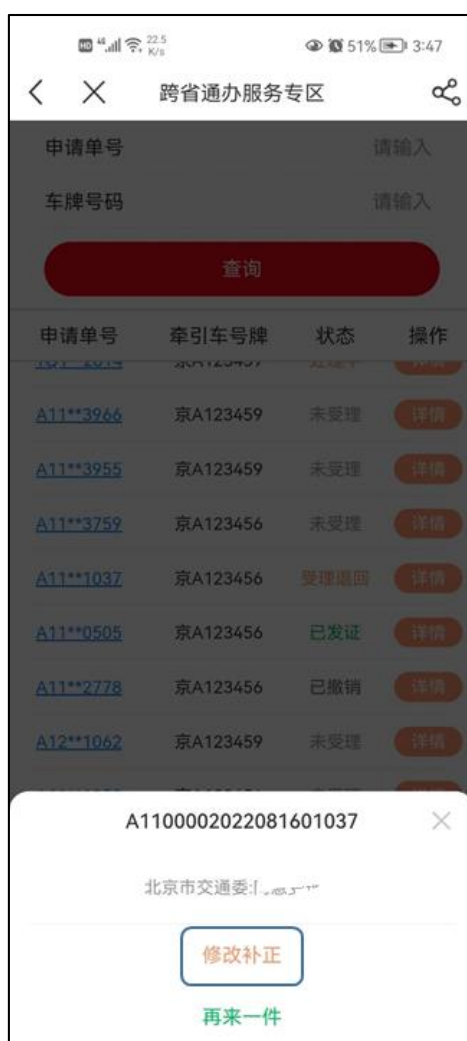 HD 4G 22.5 K/s 51% 3:47
跨省通办服务专区
申请单号 请输入
车牌号码 请输入
查询
申请单号 牵引车号牌 状态 操作
A11**3966 京A123459 未受理 详情
A11**3955 京A123459 未受理 详情
A11**3759 京A123456 未受理 详情
A11**1037 京A123456 受理退回 详情
A11**0505 京A123456 已发证 详情
A11**2778 京A123456 已撤销 详情
A12**1062 京A123459 未受理 详情
A1100002022081601037
北京市交通委:
修改补正
再来一件